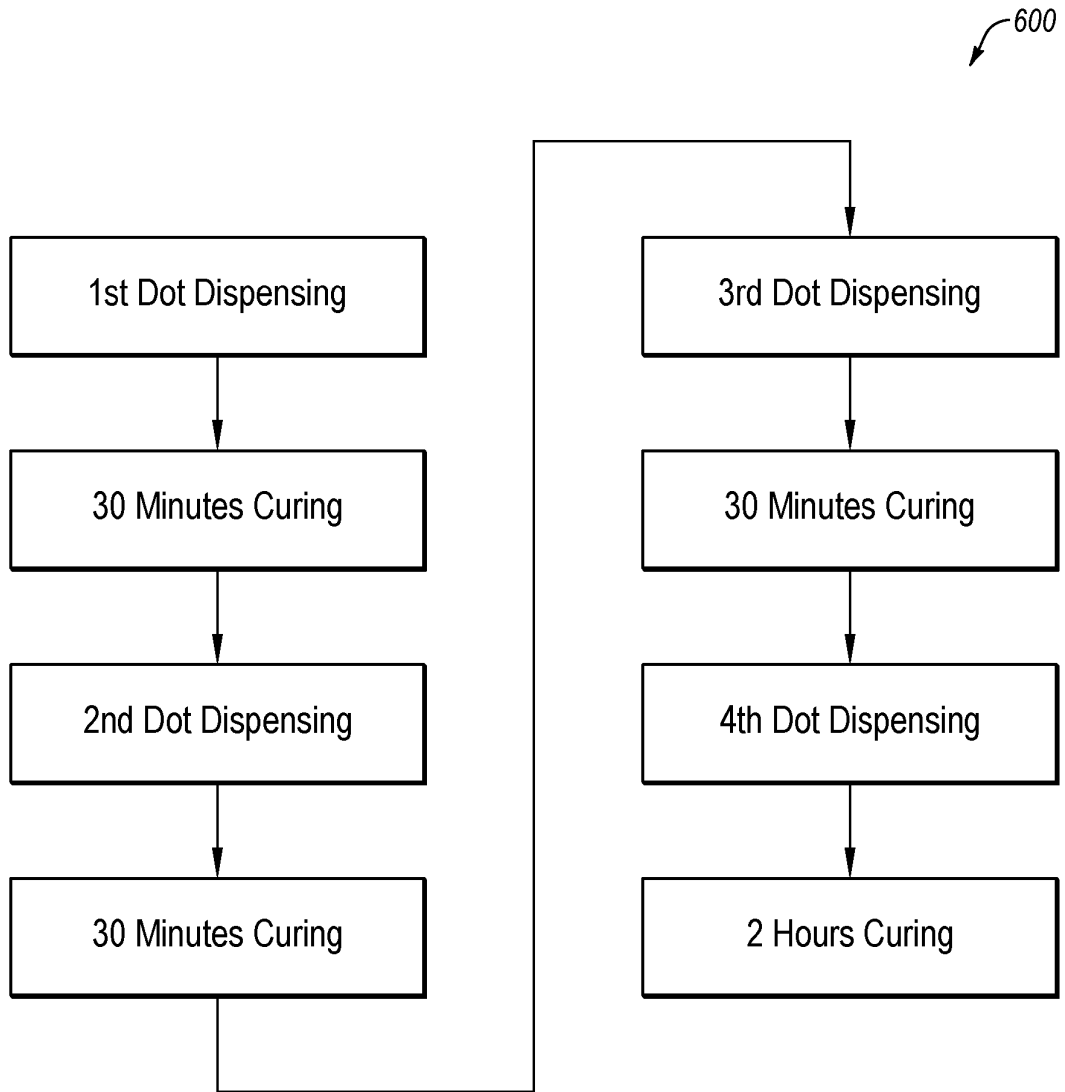 600
1st Dot Dispensing
30 Minutes Curing
2nd Dot Dispensing
30 Minutes Curing
3rd Dot Dispensing
30 Minutes Curing
4th Dot Dispensing
2 Hours Curing